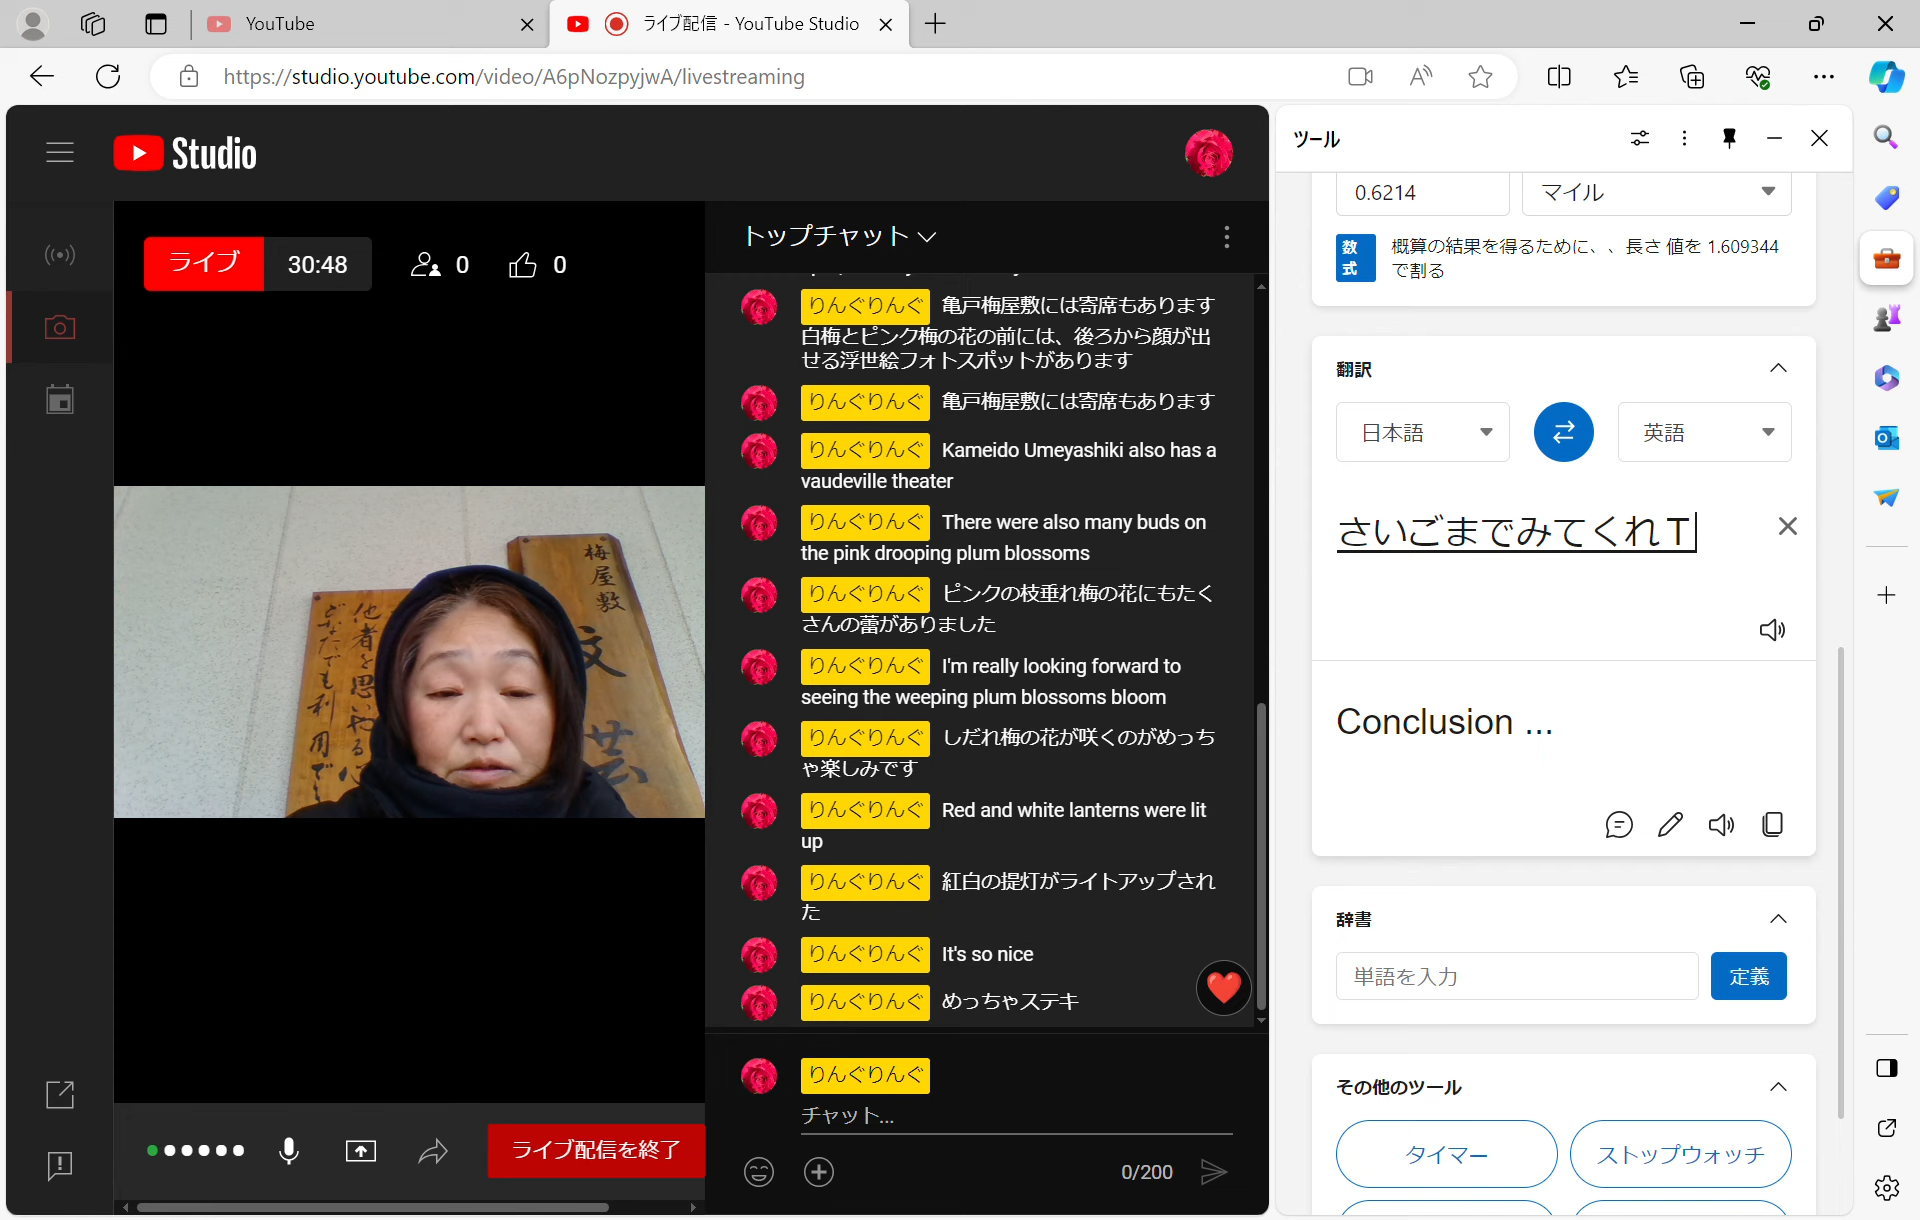 YouTube
ライブ配信 - YouTube Studio
https://studio.youtube.com/video/A6pNozpyjwA/livestreaming
Studio
ライブ
30:48
0
0
トップチャット
りんぐりんぐ 亀戸梅屋敷には寄席もあります
白梅とピンク梅の花の前には、後ろから顔が出
せる浮世絵フォトスポットがあります
りんぐりんぐ 亀戸梅屋敷には寄席もあります
りんぐりんぐ Kameido Umeyashiki also has a
vaudeville theater
りんぐりんぐ There were also many buds on
the pink drooping plum blossoms
りんぐりんぐ ピンクの枝垂れ梅の花にもたく
さんの蕾がありました
りんぐりんぐ I'm really looking forward to
seeing the weeping plum blossoms bloom
りんぐりんぐ しだれ梅の花が咲くのがめっち
ゃ楽しみです
りんぐりんぐ Red and white lanterns were lit
up
りんぐりんぐ 紅白の提灯がライトアップされ
た
りんぐりんぐ It's so nice
りんぐりんぐ めっちゃステキ
りんぐりんぐ
チャット...
0/200
ライブ配信を終了
梅屋敷
文芸
他者を思いやる心
どなたでも利用で
ツール
0.6214
マイル
数式
概算の結果を得るために、、長さ 値を 1.609344
で割る
翻訳
日本語
英語
さいごまでみてくれＴ
Conclusion ...
辞書
単語を入力
定義
その他のツール
タイマー
ストップウォッチ